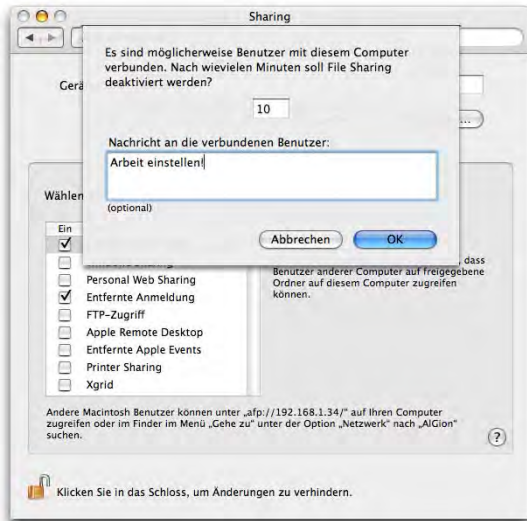 Sharing
Es sind möglicherweise Benutzer mit diesem Computer
verbunden. Nach wievielen Minuten soll File Sharing
deaktiviert werden?
10
Nachricht an die verbundenen Benutzer:
Arbeit einstellen!
(optional)
Abbrechen
OK
Gerä
...
Wählen
Ein
Personal Web Sharing
Entfernte Anmeldung
FTP-Zugriff
Apple Remote Desktop
Entfernte Apple Events
Printer Sharing
Xgrid
, dass
Benutzer anderer Computer auf freigegebene
Ordner auf diesem Computer zugreifen
können.
Andere Macintosh Benutzer können unter „afp://192.168.1.34/" auf Ihren Computer
zugreifen oder im Finder im Menü „Gehe zu" unter der Option „Netzwerk" nach „AlGion"
suchen.
?
Klicken Sie in das Schloss, um Änderungen zu verhindern.